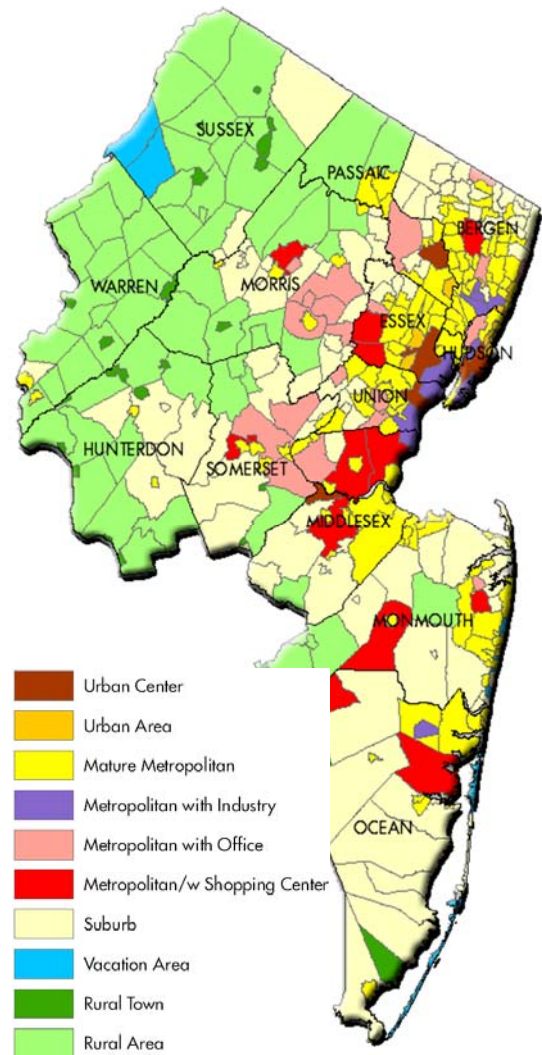 SUSSEX
PASSAIC
BERGEN
WARREN
MORRIS
ESSEX
HUDSON
UNION
HUNTERDON
SOMERSET
MIDDLESEX
MONMOUTH
Urban Center
Urban Area
Mature Metropolitan
Metropolitan with Industry
Metropolitan with Office
Metropolitan/w Shopping Center
OCEAN
Suburb
Vacation Area
Rural Town
Rural Area